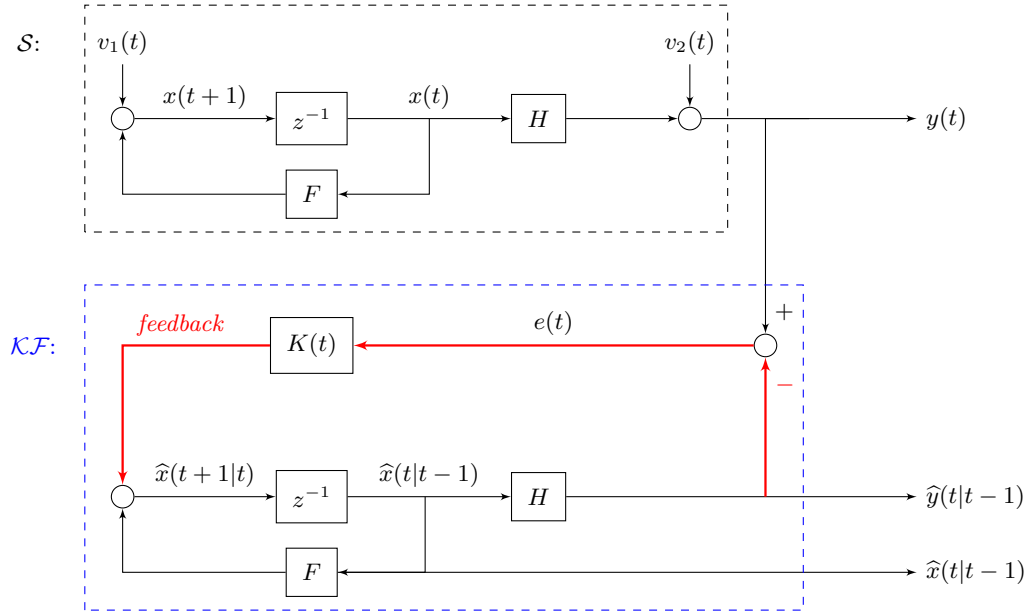 𝒮:
v₁(t)
v₂(t)
x(t + 1)
z⁻¹
x(t)
H
y(t)
F
𝒦ℱ:
feedback
K(t)
e(t)
+
−
x̂(t + 1|t)
z⁻¹
x̂(t|t − 1)
H
ŷ(t|t − 1)
F
x̂(t|t − 1)